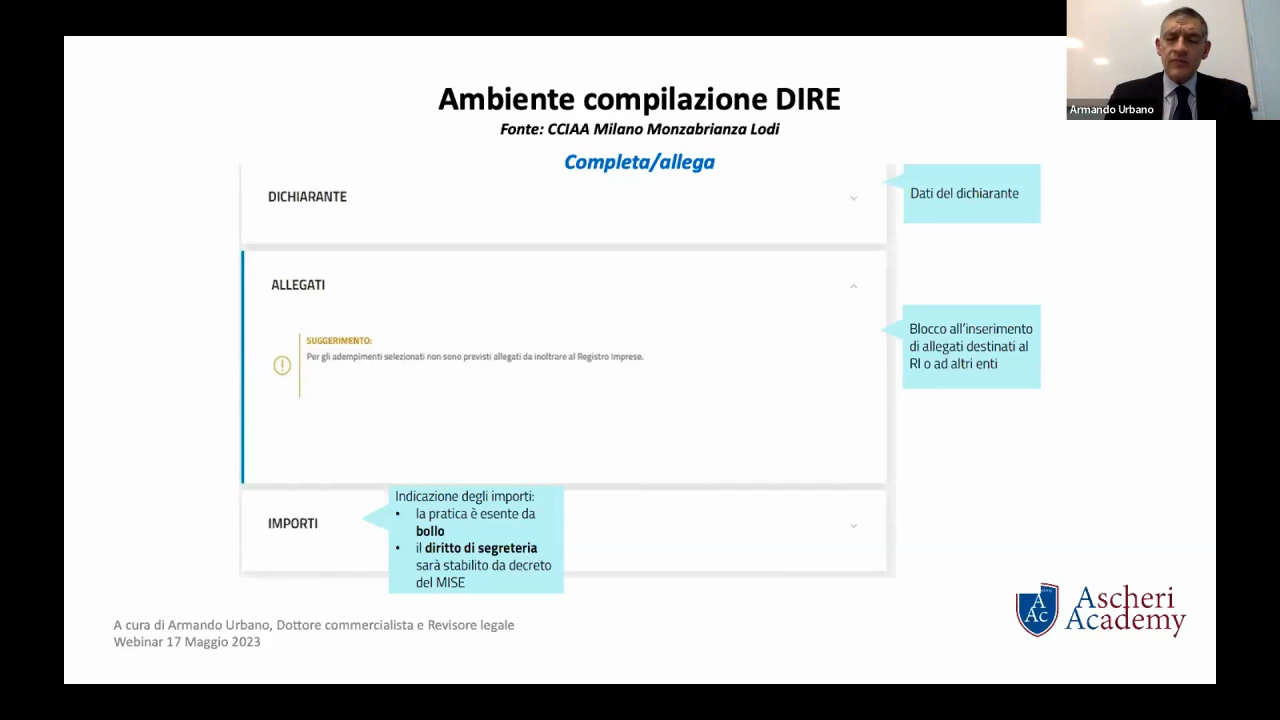 Armando Urbano
Ambiente compilazione DIRE
Fonte: CCIAA Milano Monzabrianza Lodi
Completa/allega
DICHIARANTE
Dati del dichiarante
ALLEGATI
SUGGERIMENTO:
Per gli adempimenti selezionati non sono previsti allegati da inoltrare al Registro Imprese.
Blocco all'inserimento
di allegati destinati al
RI o ad altri enti
IMPORTI
Indicazione degli importi:
• la pratica è esente da
bollo
• il diritto di segreteria
sarà stabilito da decreto
del MISE
A cura di Armando Urbano, Dottore commercialista e Revisore legale
Webinar 17 Maggio 2023
A
Ac
Ascheri
Academy